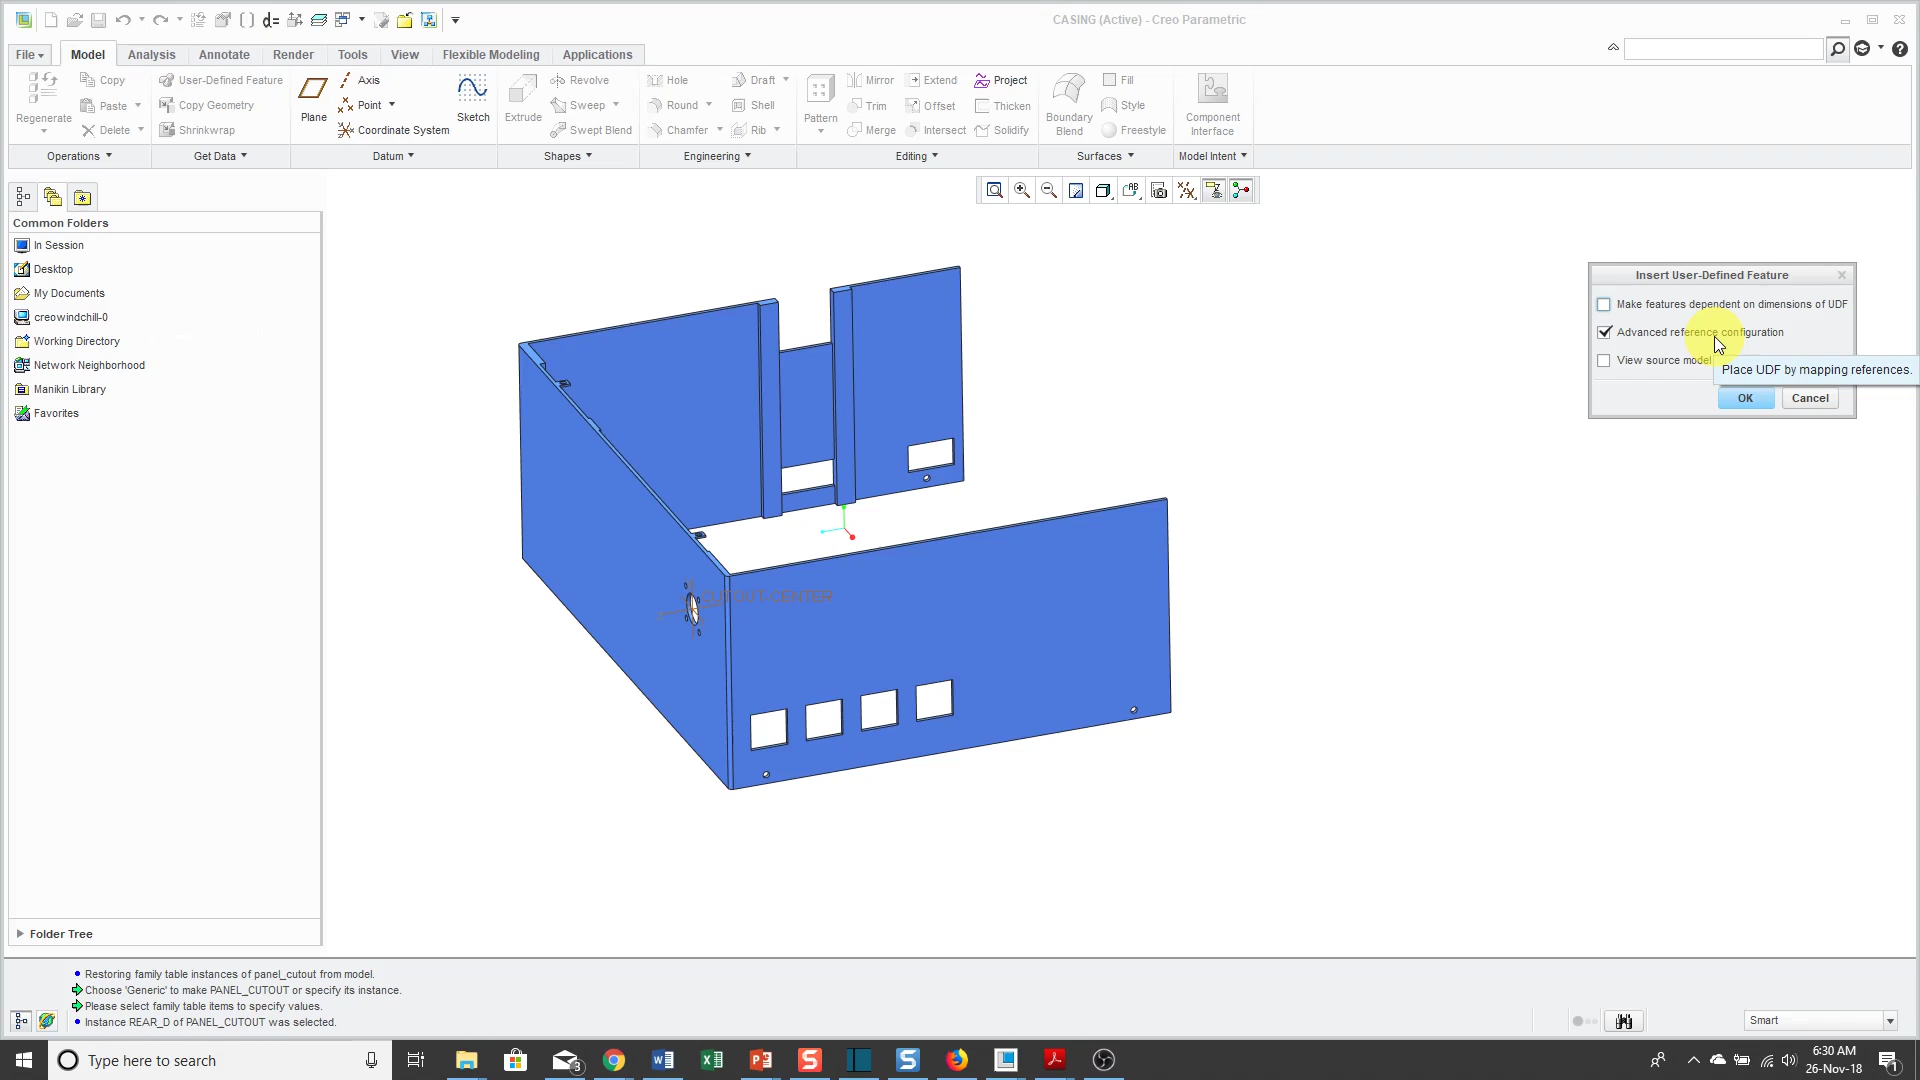 CASING (Active) - Creo Parametric
File
Model
Analysis
Annotate
Render
Tools
View
Flexible Modeling
Applications
Regenerate
Copy
Paste
Delete
User-Defined Feature
Copy Geometry
Shrinkwrap
Plane
Axis
Point
Coordinate System
Sketch
Extrude
Revolve
Sweep
Swept Blend
Hole
Round
Chamfer
Draft
Shell
Rib
Pattern
Mirror
Trim
Merge
Extend
Offset
Intersect
Project
Thicken
Solidify
Boundary
Blend
Fill
Style
Freestyle
Component
Interface
Operations
Get Data
Datum
Shapes
Engineering
Editing
Surfaces
Model Intent
Common Folders
In Session
Desktop
My Documents
creowindchill-0
Working Directory
Network Neighborhood
Manikin Library
Favorites
Folder Tree
CUTOUT-CENTER
Insert User-Defined Feature
Make features dependent on dimensions of UDF
Advanced reference configuration
View source model
Place UDF by mapping references.
OK
Cancel
Restoring family table instances of panel_cutout from model.
Choose 'Generic' to make PANEL_CUTOUT or specify its instance.
Please select family table items to specify values.
Instance REAR_D of PANEL_CUTOUT was selected.
Smart
Type here to search
3
6:30 AM
26-Nov-18
1